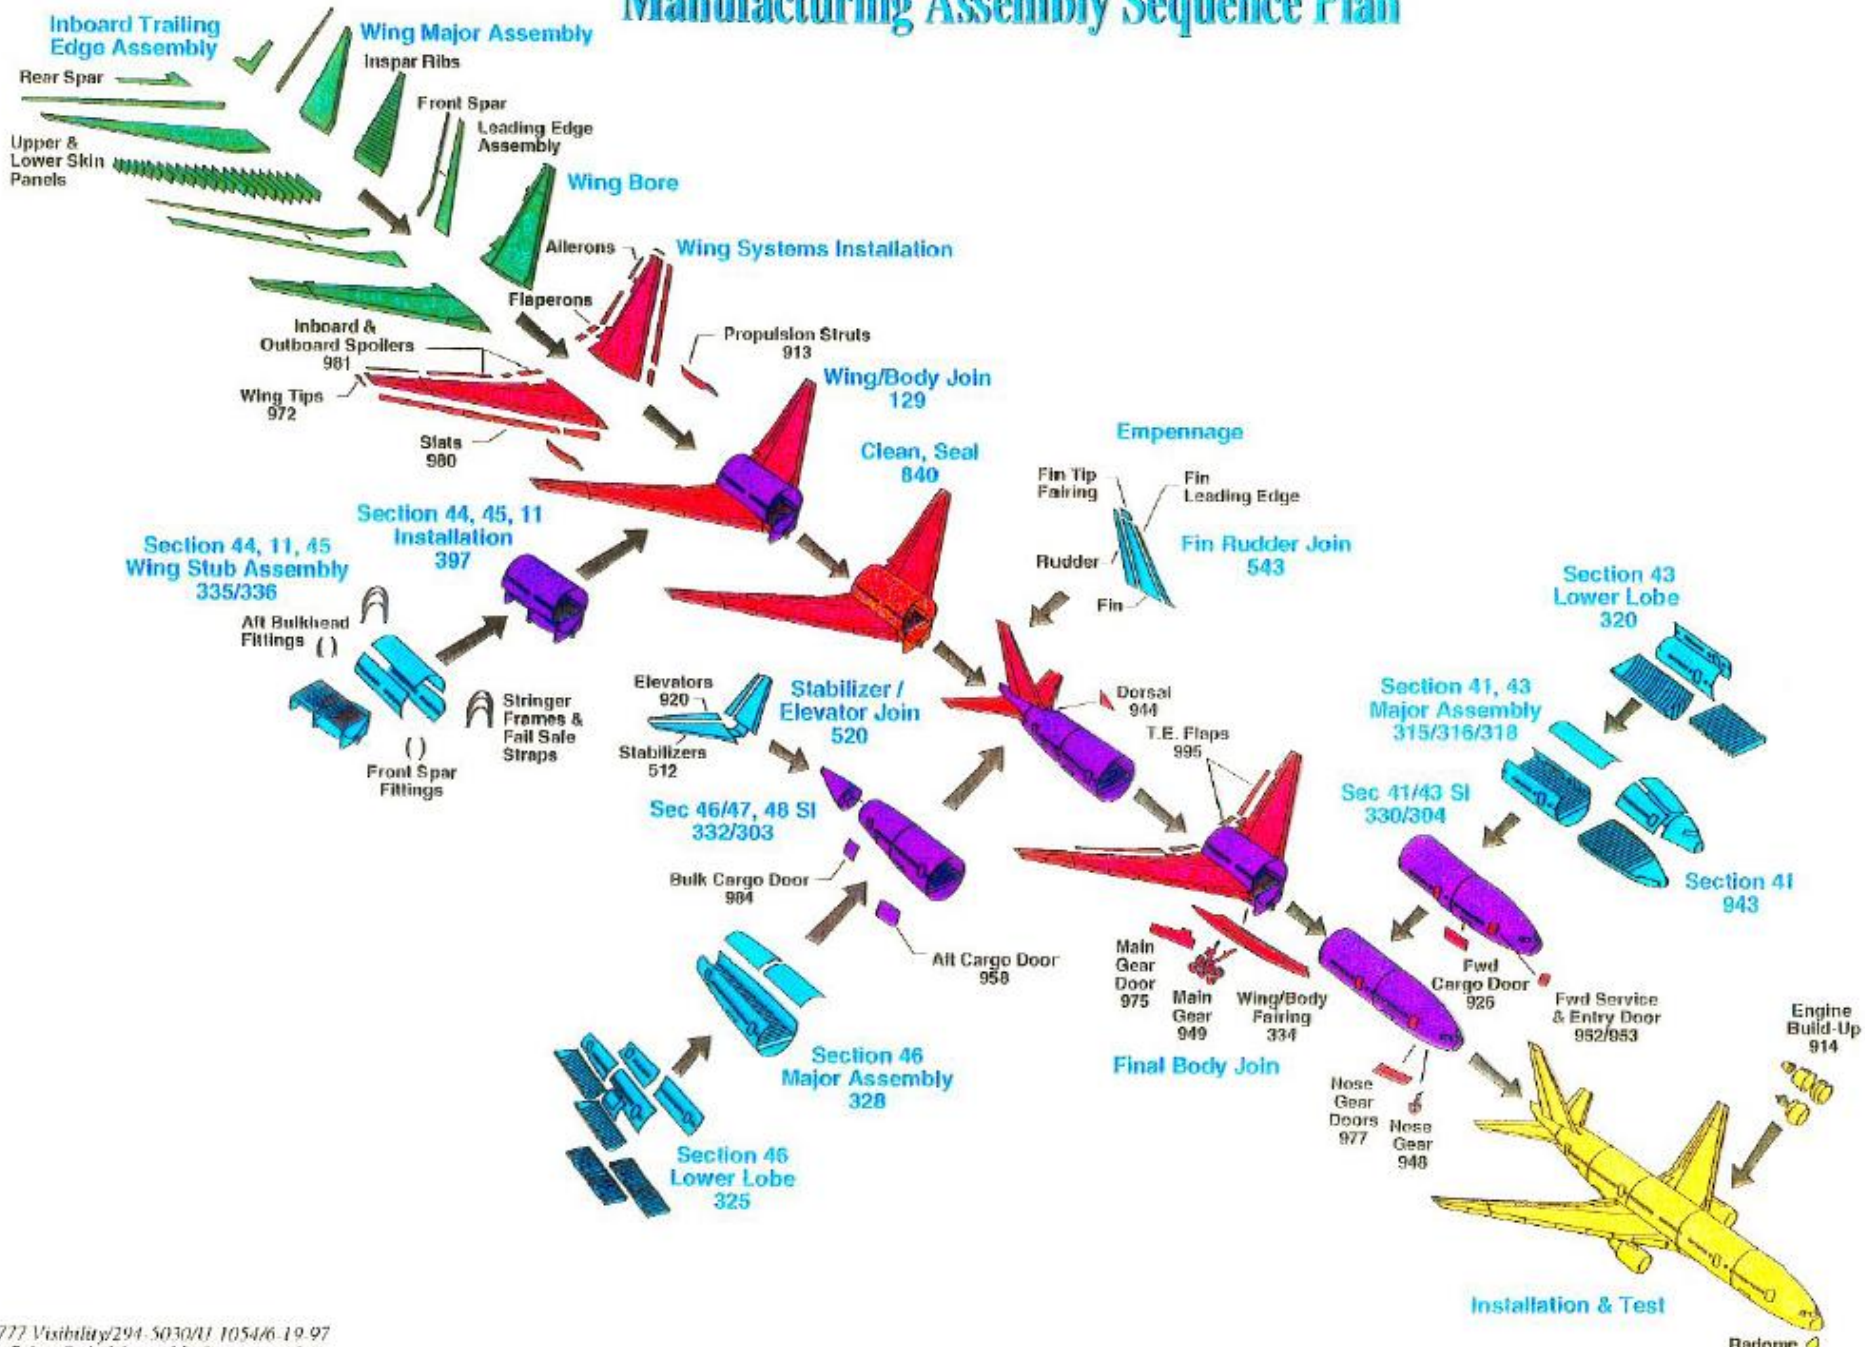 Manufacturing Assembly Sequence Plan
Inboard Trailing
Edge Assembly
Rear Spar
Upper &
Lower Skin
Panels
Wing Major Assembly
Inspar Ribs
Front Spar
Leading Edge
Assembly
Wing Bore
Ailerons
Flaperons
Wing Systems Installation
Inboard &
Outboard Spoilers
981
Wing Tips
972
Slats
980
Propulsion Struts
913
Wing/Body Join
129
Clean, Seal
840
Section 44, 11, 45
Wing Stub Assembly
335/336
Section 44, 45, 11
Installation
397
Aft Bulkhead
Fittings
Stringer
Frames &
Fail Safe
Straps
Front Spar
Fittings
Empennage
Fin Tip
Fairing
Fin
Leading Edge
Rudder
Fin
Fin Rudder Join
543
Elevators
920
Stabilizers
512
Stabilizer /
Elevator Join
520
Dorsal
944
T.E. Flaps
995
Sec 46/47, 48 SI
332/303
Bulk Cargo Door
984
Aft Cargo Door
958
Section 46
Major Assembly
328
Section 46
Lower Lobe
325
Section 43
Lower Lobe
320
Section 41, 43
Major Assembly
315/316/318
Sec 41/43 SI
330/304
Section 41
943
Main
Gear
Door
975
Main
Gear
949
Wing/Body
Fairing
334
Final Body Join
Fwd
Cargo Door
926
Fwd Service
& Entry Door
952/953
Nose
Gear
Doors
977
Nose
Gear
948
Engine
Build-Up
914
Installation & Test
Radome
777 Visibility/294-5030/U 1054/6-19-97